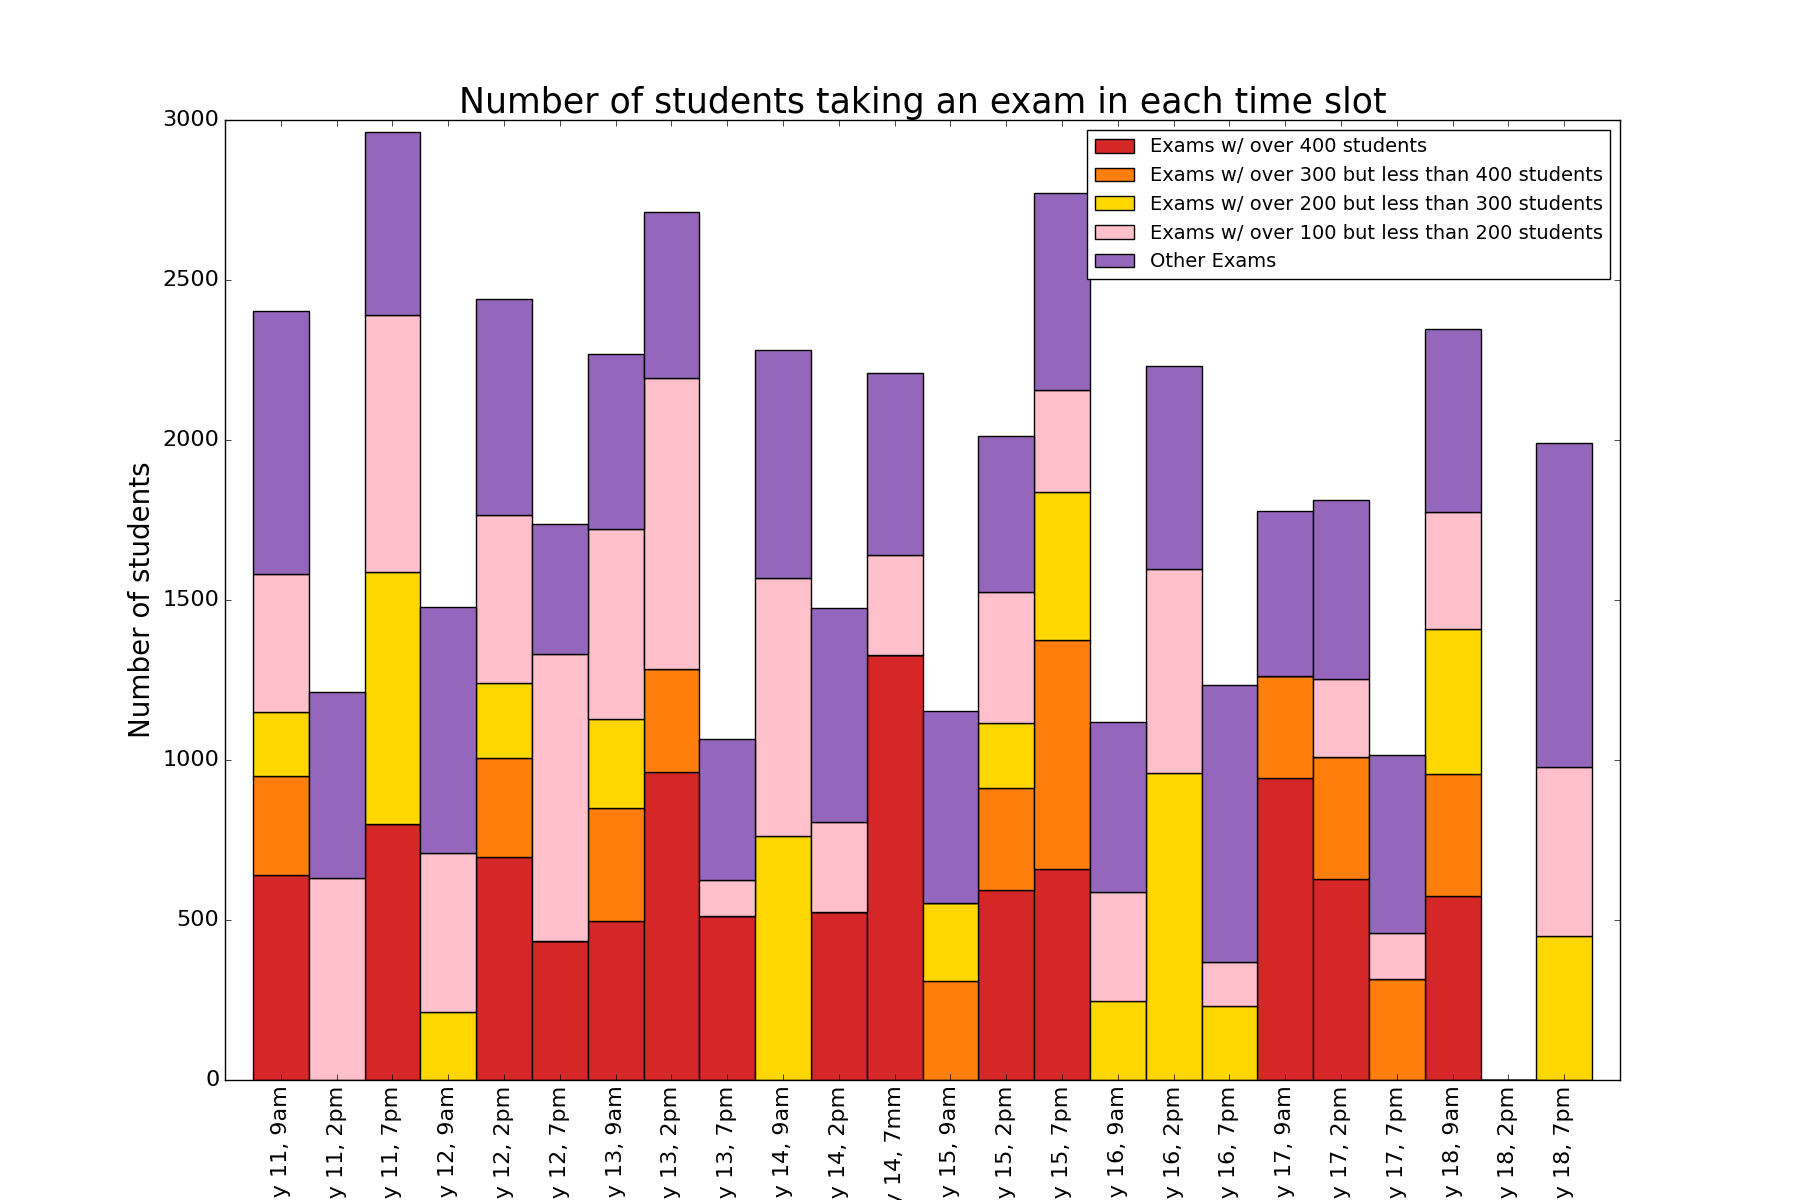 Number of students taking an exam in each time slot
Exams w/ over 400 students
Exams w/ over 300 but less than 400 students
Exams w/ over 200 but less than 300 students
Exams w/ over 100 but less than 200 students
Other Exams
Number of students
3000
2500
2000
1500
1000
500
0
y 11, 9am
y 11, 2pm
y 11, 7pm
y 12, 9am
y 12, 2pm
y 12, 7pm
y 13, 9am
y 13, 2pm
y 13, 7pm
y 14, 9am
y 14, 2pm
y 14, 7mm
y 15, 9am
y 15, 2pm
y 15, 7pm
y 16, 9am
y 16, 2pm
y 16, 7pm
y 17, 9am
y 17, 2pm
y 17, 7pm
y 18, 9am
y 18, 2pm
y 18, 7pm